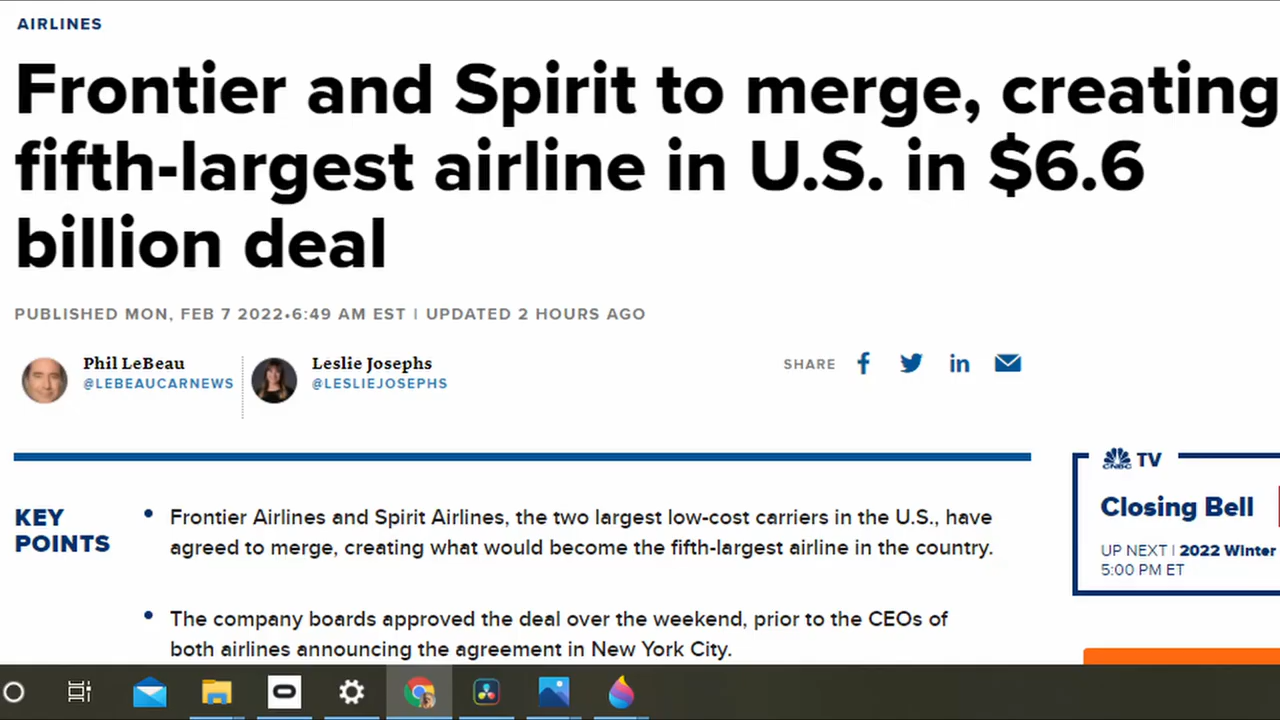 AIRLINES
Frontier and Spirit to merge, creating
fifth-largest airline in U.S. in $6.6
billion deal
PUBLISHED MON, FEB 7 2022•6:49 AM EST | UPDATED 2 HOURS AGO
Phil LeBeau
@LEBEAUCARNEWS
Leslie Josephs
@LESLIEJOSEPHS
SHARE
KEY
POINTS
• Frontier Airlines and Spirit Airlines, the two largest low-cost carriers in the U.S., have
agreed to merge, creating what would become the fifth-largest airline in the country.
• The company boards approved the deal over the weekend, prior to the CEOs of
both airlines announcing the agreement in New York City.
CNBC TV
Closing Bell
UP NEXT | 2022 Winter
5:00 PM ET